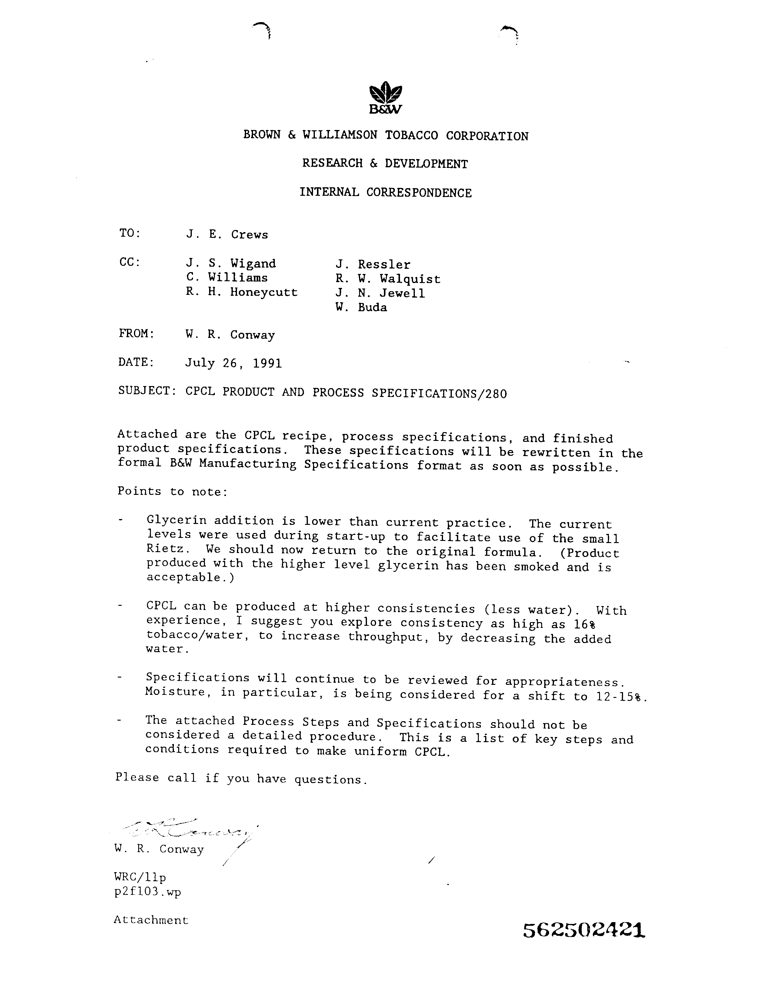 B&W
BROWN & WILLIAMSON TOBACCO CORPORATION
RESEARCH & DEVELOPMENT
INTERNAL CORRESPONDENCE
TO: J. E. Crews
CC: J. S. Wigand J. Ressler
C. Williams R. W. Walquist
R. H. Honeycutt J. N. Jewell
W. Buda
FROM: W. R. Conway
DATE: July 26, 1991
SUBJECT: CPCL PRODUCT AND PROCESS SPECIFICATIONS/280
Attached are the CPCL recipe, process specifications, and finished
product specifications. These specifications will be rewritten in the
formal B&W Manufacturing Specifications format as soon as possible.
Points to note:
- Glycerin addition is lower than current practice. The current
levels were used during start-up to facilitate use of the small
Rietz. We should now return to the original formula. (Product
produced with the higher level glycerin has been smoked and is
acceptable.)
- CPCL can be produced at higher consistencies (less water). With
experience, I suggest you explore consistency as high as 16%
tobacco/water, to increase throughput, by decreasing the added
water.
- Specifications will continue to be reviewed for appropriateness.
Moisture, in particular, is being considered for a shift to 12-15%.
- The attached Process Steps and Specifications should not be
considered a detailed procedure. This is a list of key steps and
conditions required to make uniform CPCL.
Please call if you have questions.
WRConway
W. R. Conway
WRC/llp
p2f103.wp
Attachment
562502421